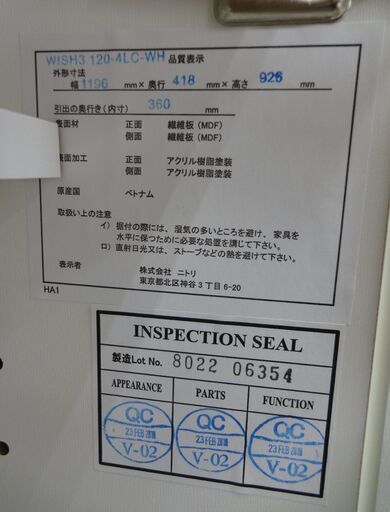 WISH3 120-4LC-WH 品質表示
外形寸法
幅 1196 mm× 奥行 418 mm× 高さ 926 mm
引出の奥行き(内寸) 360 mm
表面材 正面 繊維板(MDF)
側面 繊維板(MDF)
表面加工 正面 アクリル樹脂塗装
側面 アクリル樹脂塗装
原産国 ベトナム
取扱い上の注意
イ) 据付の際には、湿気の多いところを避け、家具を
水平に保つために必要な処置を講じて下さい。
ロ) 直射日光又は、ストーブなどの熱を避けて下さい。
表示者 株式会社 ニトリ
東京都北区神谷3丁目6-20
HA1
INSPECTION SEAL
製造Lot No. 8022 06354
APPEARANCE PARTS FUNCTION
QC QC QC
23 FEB 2018 23 FEB 2018 23 FEB 2018
V-02 V-02 V-02